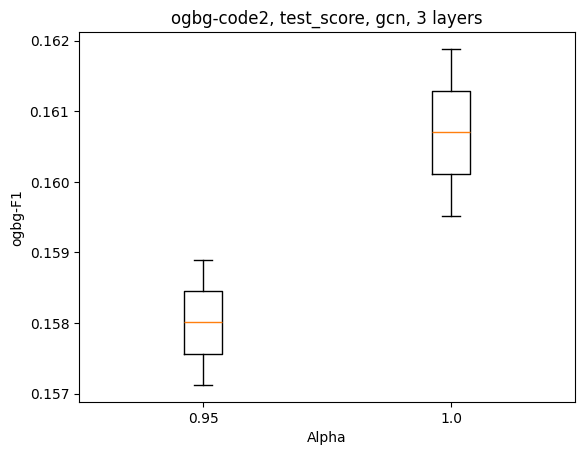 ogbg-code2, test_score, gcn, 3 layers
ogbg-F1
0.162
0.161
0.160
0.159
0.158
0.157
0.95
1.0
Alpha